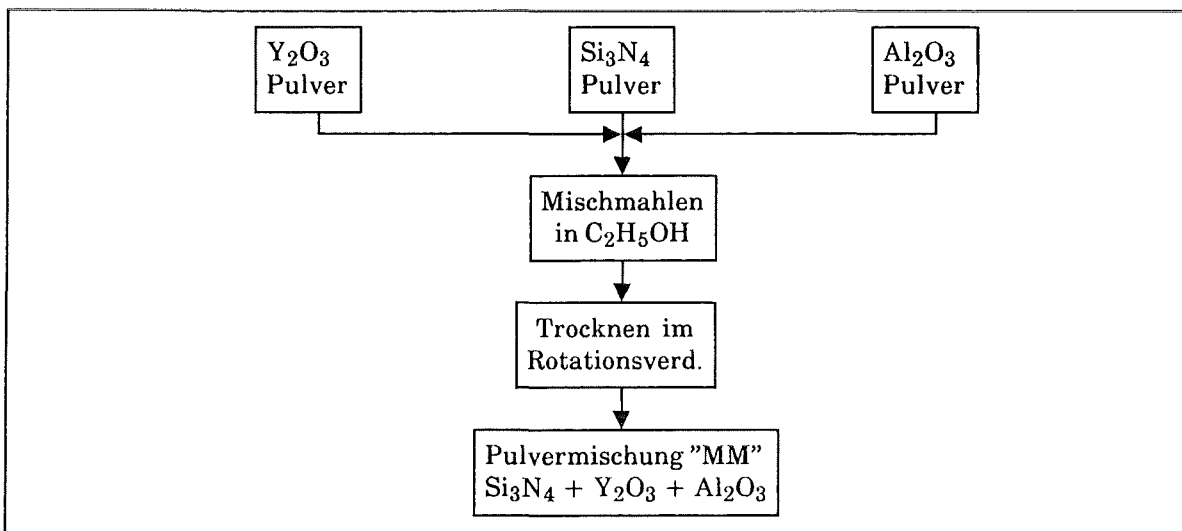 Y₂O₃
Pulver
Si₃N₄
Pulver
Al₂O₃
Pulver
Mischmahlen
in C₂H₅OH
Trocknen im
Rotationsverd.
Pulvermischung ”MM”
Si₃N₄ + Y₂O₃ + Al₂O₃